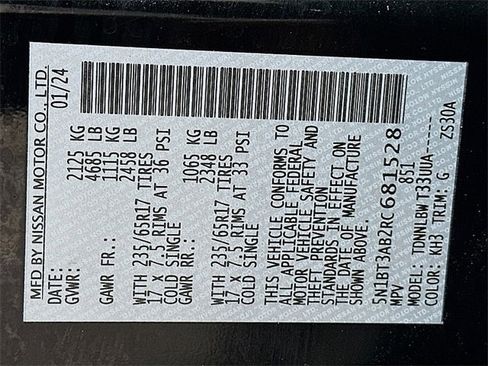 MFD BY NISSAN MOTOR CO., LTD.
DATE: 01/24
GVWR: 2125 KG
4685 LB
GAWR FR.: 1115 KG
2458 LB
WITH 235/65R17 TIRES
17 X 7.5 RIMS AT 36 PSI
COLD SINGLE
GAWR RR.: 1065 KG
2348 LB
WITH 235/65R17 TIRES
17 X 7.5 RIMS AT 33 PSI
COLD SINGLE
THIS VEHICLE CONFORMS TO
ALL APPLICABLE FEDERAL
MOTOR VEHICLE SAFETY AND
THEFT PREVENTION
STANDARDS IN EFFECT ON
THE DATE OF MANUFACTURE
SHOWN ABOVE.
5N1BT3AB2RC681528
MPV 851
MODEL: TDNNLBW T33UUA------
COLOR: KH3 TRIM: G ZS30A